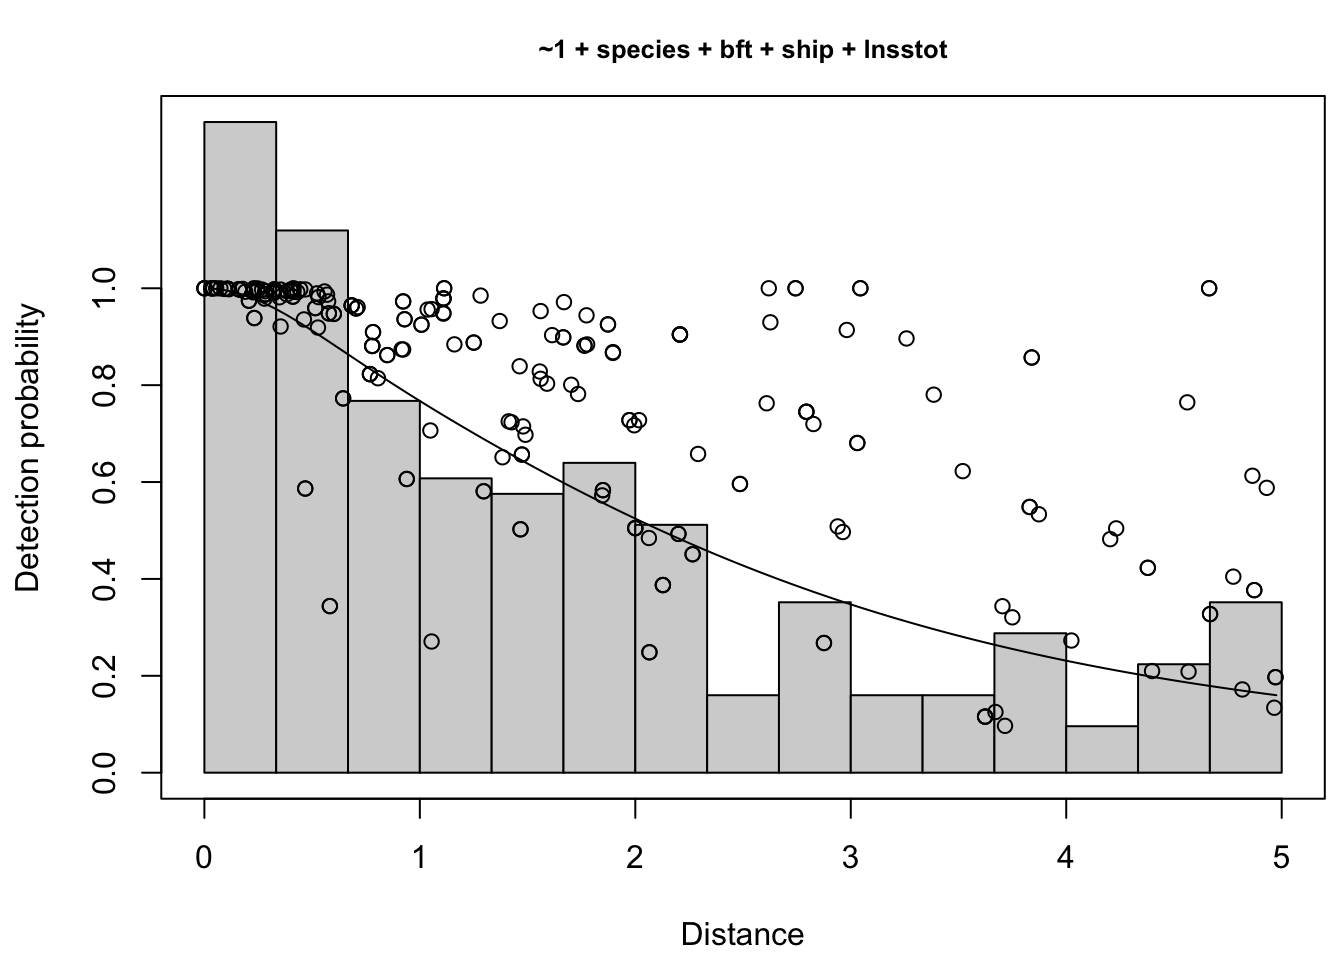 ~1 + species + bft + ship + lnsstot
Detection probability
1.0
0.8
0.6
0.4
0.2
0.0
0 1 2 3 4 5
Distance